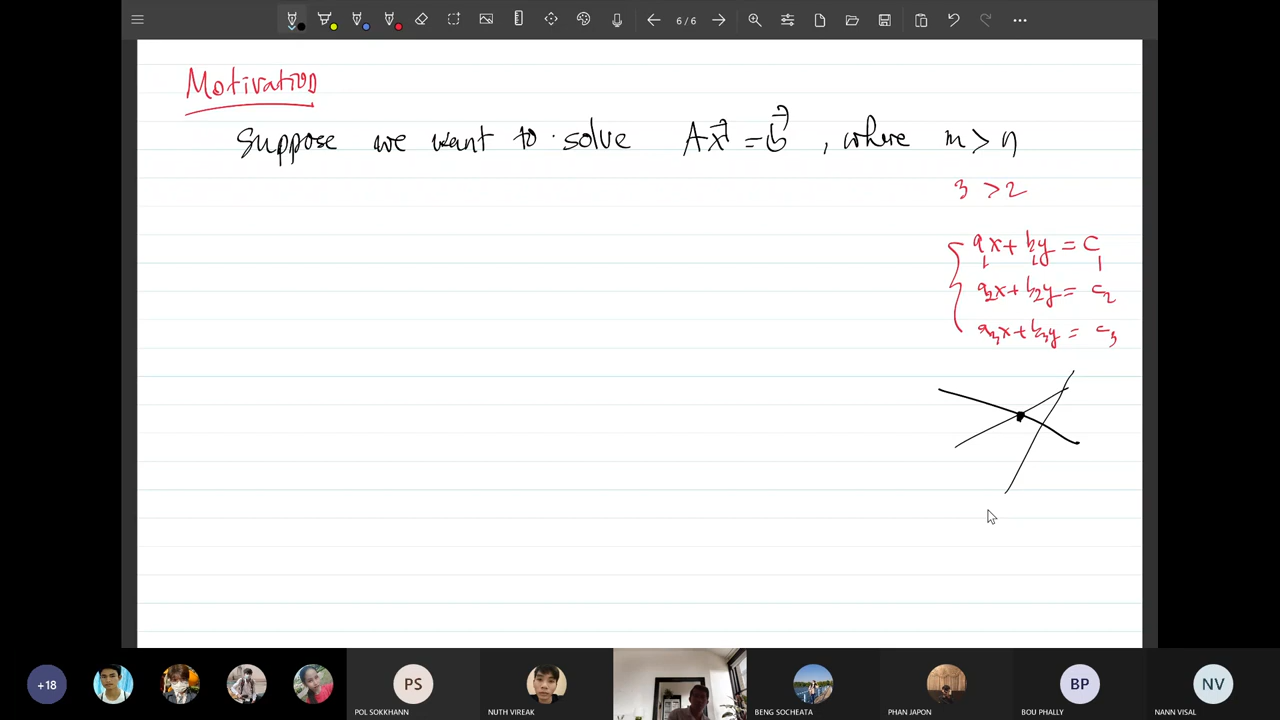 6/6
Motivation
Suppose we want to solve Ax⃗ = b⃗, where m > n
3 > 2
a₁x + b₁y = c₁
a₂x + b₂y = c₂
a₃x + b₃y = c₃
+18
PS
BP
NV
POL SOKKHANN
NUTH VIREAK
BENG SOCHEATA
PHAN JAPON
BOU PHALLY
NANN VISAL